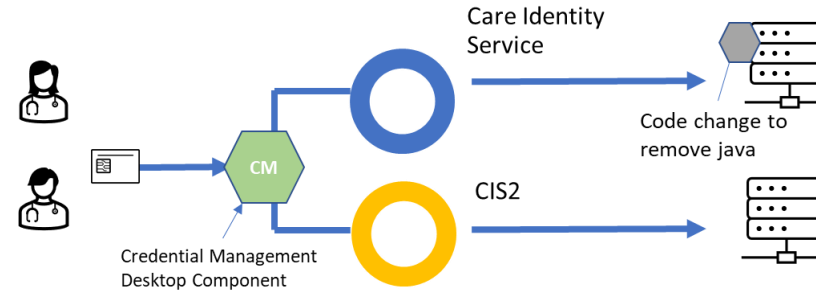 Care Identity
Service
Code change to
remove java
CM
CIS2
Credential Management
Desktop Component